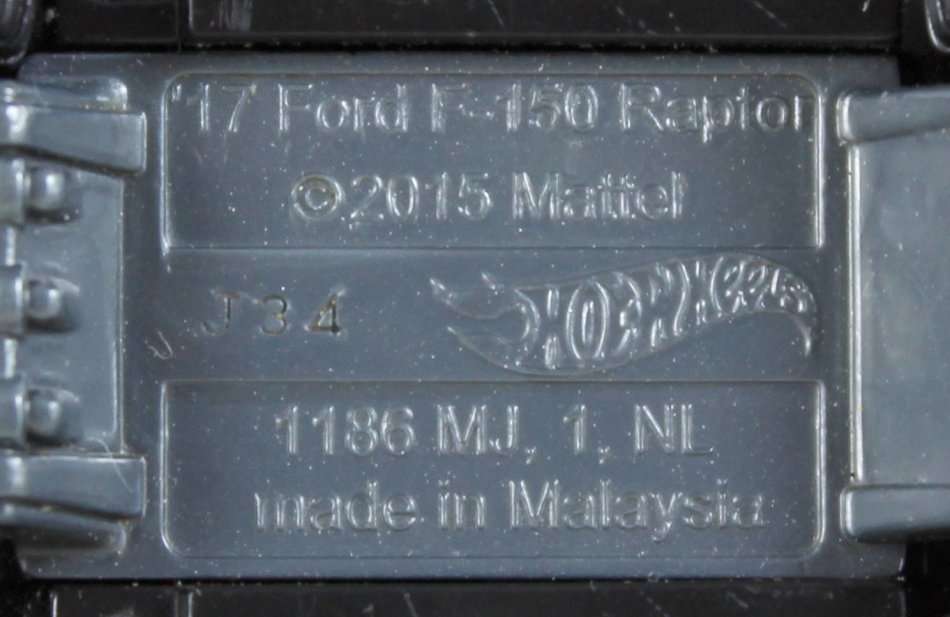 '17 Ford F-150 Raptor
©2015 Mattel
J J34
Hot Wheels
1186 MJ, 1, NL
made in Malaysia